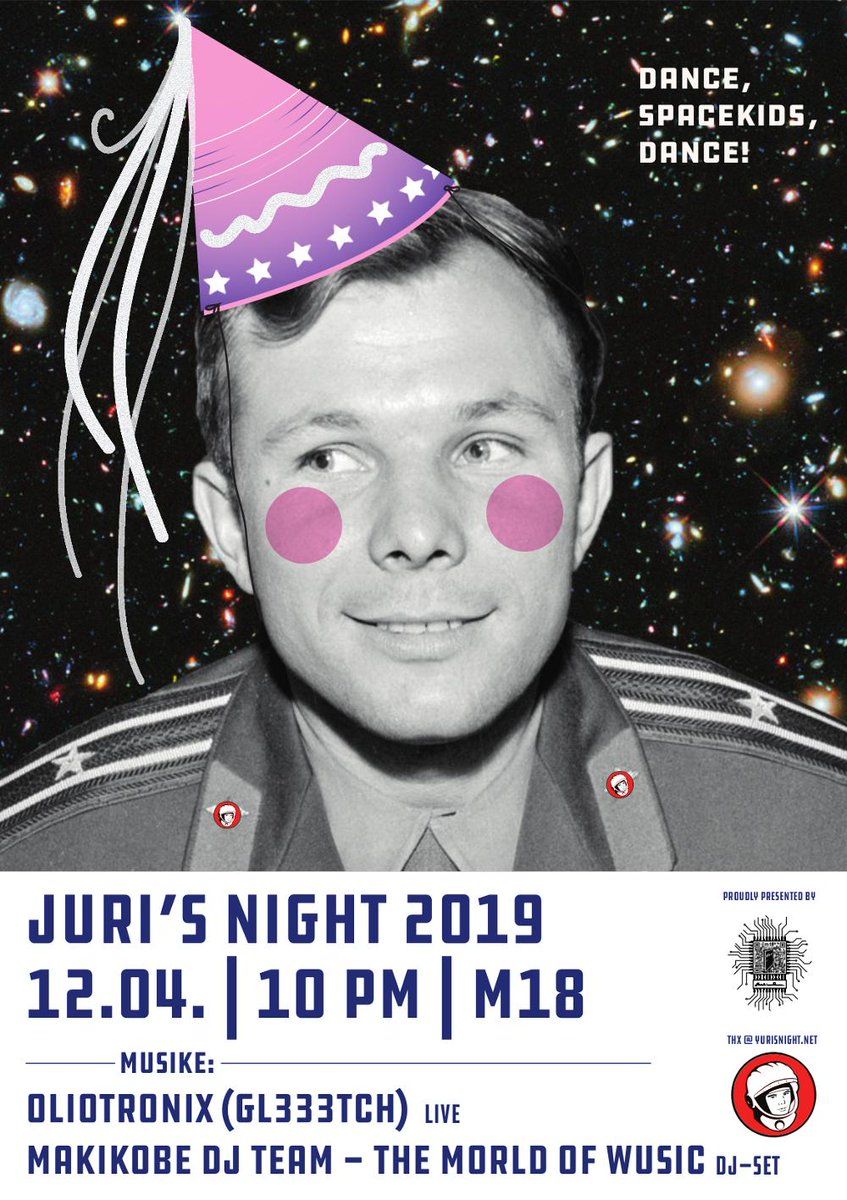 DANCE,
SPACEKIDS,
DANCE!
JURI'S NIGHT 2019
12.04. | 10 PM | M18
MUSIKE:
OLIOTRONIX (GL333TCH) LIVE
MAKIKOBE DJ TEAM – THE MORLD OF WUSIC DJ-SET
PROUDLY PRESENTED BY
THX @ YURISNIGHT.NET